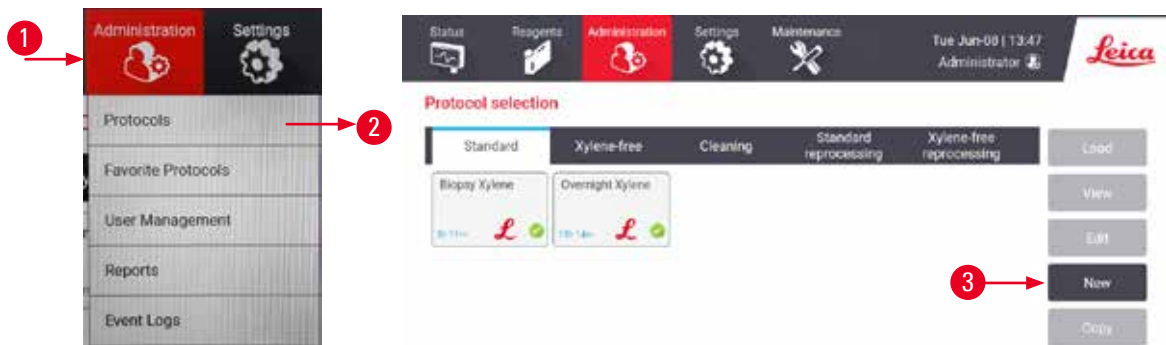 1
Administration
Settings
Protocols
2
Favorite Protocols
User Management
Reports
Event Logs
Status
Reagents
Administration
Settings
Maintenance
Tue Jun-08 | 13:47
Administrator
Leica
Protocol selection
Standard
Xylene-free
Cleaning
Standard
reprocessing
Xylene-free
reprocessing
Load
Biopsy Xylene
Overnight Xylene
View
Edit
3
New
Copy